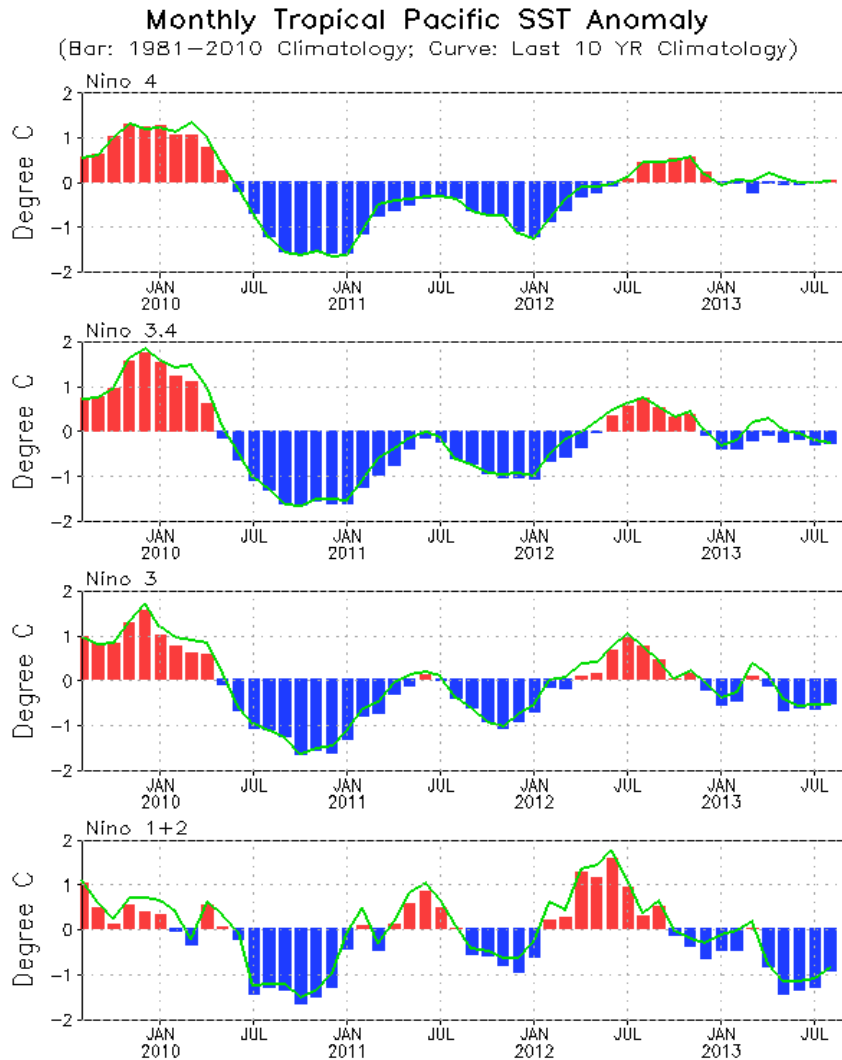 Monthly Tropical Pacific SST Anomaly
(Bar: 1981−2010 Climatology; Curve: Last 10 YR Climatology)
Nino 4
Degree C
2
1
0
−1
−2
JAN JUL JAN JUL JAN JUL JAN JUL
2010 2011 2012 2013
Nino 3.4
Degree C
2
1
0
−1
−2
JAN JUL JAN JUL JAN JUL JAN JUL
2010 2011 2012 2013
Nino 3
Degree C
2
1
0
−1
−2
JAN JUL JAN JUL JAN JUL JAN JUL
2010 2011 2012 2013
Nino 1+2
Degree C
2
1
0
−1
−2
JAN JUL JAN JUL JAN JUL JAN JUL
2010 2011 2012 2013